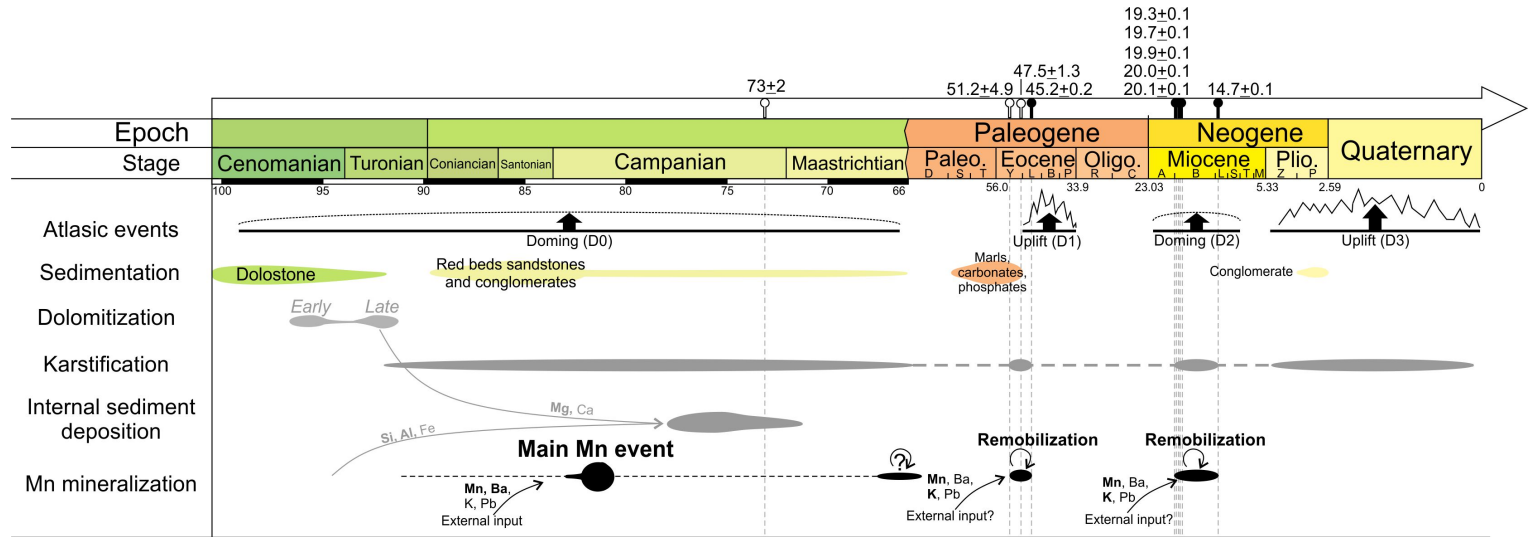 19.3±0.1
19.7±0.1
19.9±0.1
47.5±1.3 20.0±0.1
73±2 51.2±4.9 45.2±0.2 20.1±0.1 14.7±0.1
Epoch Paleogene Neogene Quaternary
Stage Cenomanian Turonian Coniancian Santonian Campanian Maastrichtian Paleo. Eocene Oligo. Miocene Plio.
D S T Y L B P R C A B L S T M Z P
100 95 90 85 80 75 70 66 56.0 33.9 23.03 5.33 2.59 0
Atlasic events
Doming (D0) Uplift (D1) Doming (D2) Uplift (D3)
Sedimentation
Dolostone
Red beds sandstones
and conglomerates
Marls,
carbonates,
phosphates
Conglomerate
Dolomitization
Early Late
Karstification
Internal sediment
deposition
Mg, Ca
Si, Al, Fe
Mn mineralization
Main Mn event
Mn, Ba,
K, Pb
External input
?
Remobilization
Mn, Ba,
K, Pb
External input?
Remobilization
Mn, Ba,
K, Pb
External input?